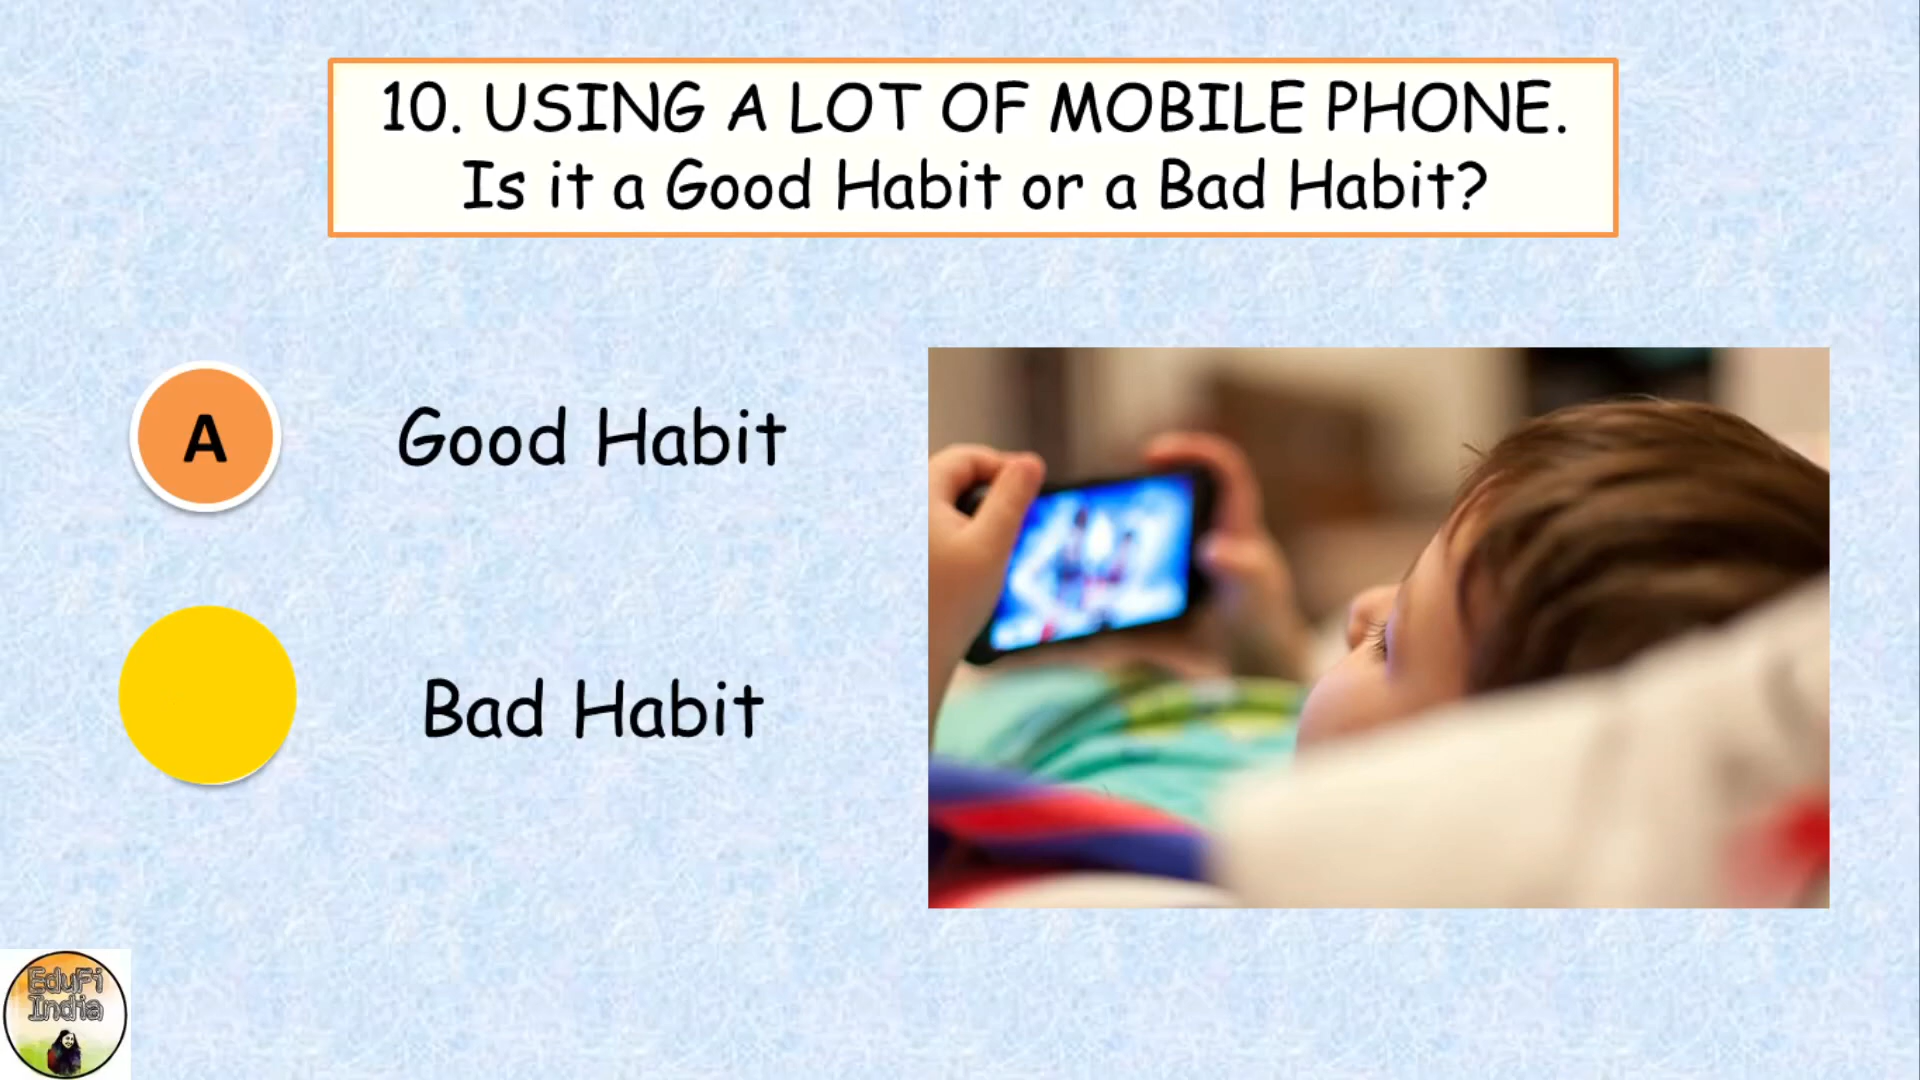 10. USING A LOT OF MOBILE PHONE.
Is it a Good Habit or a Bad Habit?
A Good Habit
Bad Habit
EduFi
India